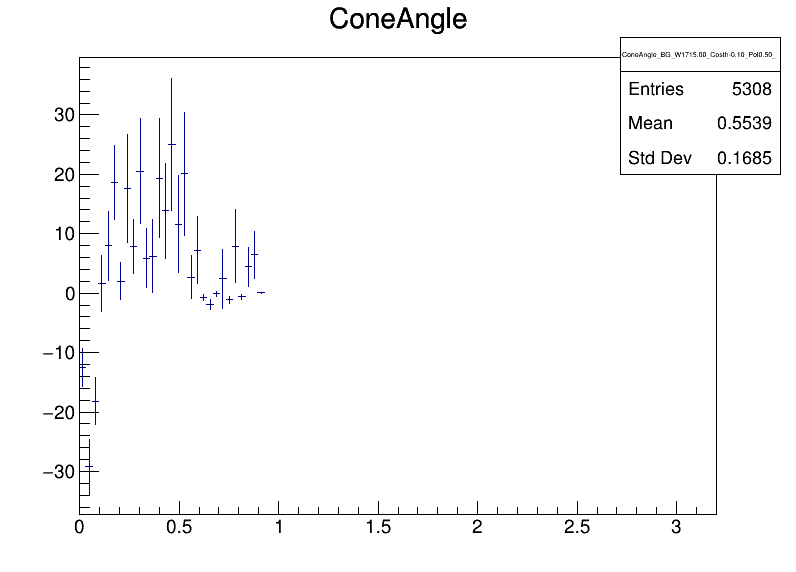 ConeAngle
ConeAngle_BG_W1715.00_Costh-0.10_Pol0.50_
Entries 5308
Mean 0.5539
Std Dev 0.1685
30
20
10
0
−10
−20
−30
0 0.5 1 1.5 2 2.5 3